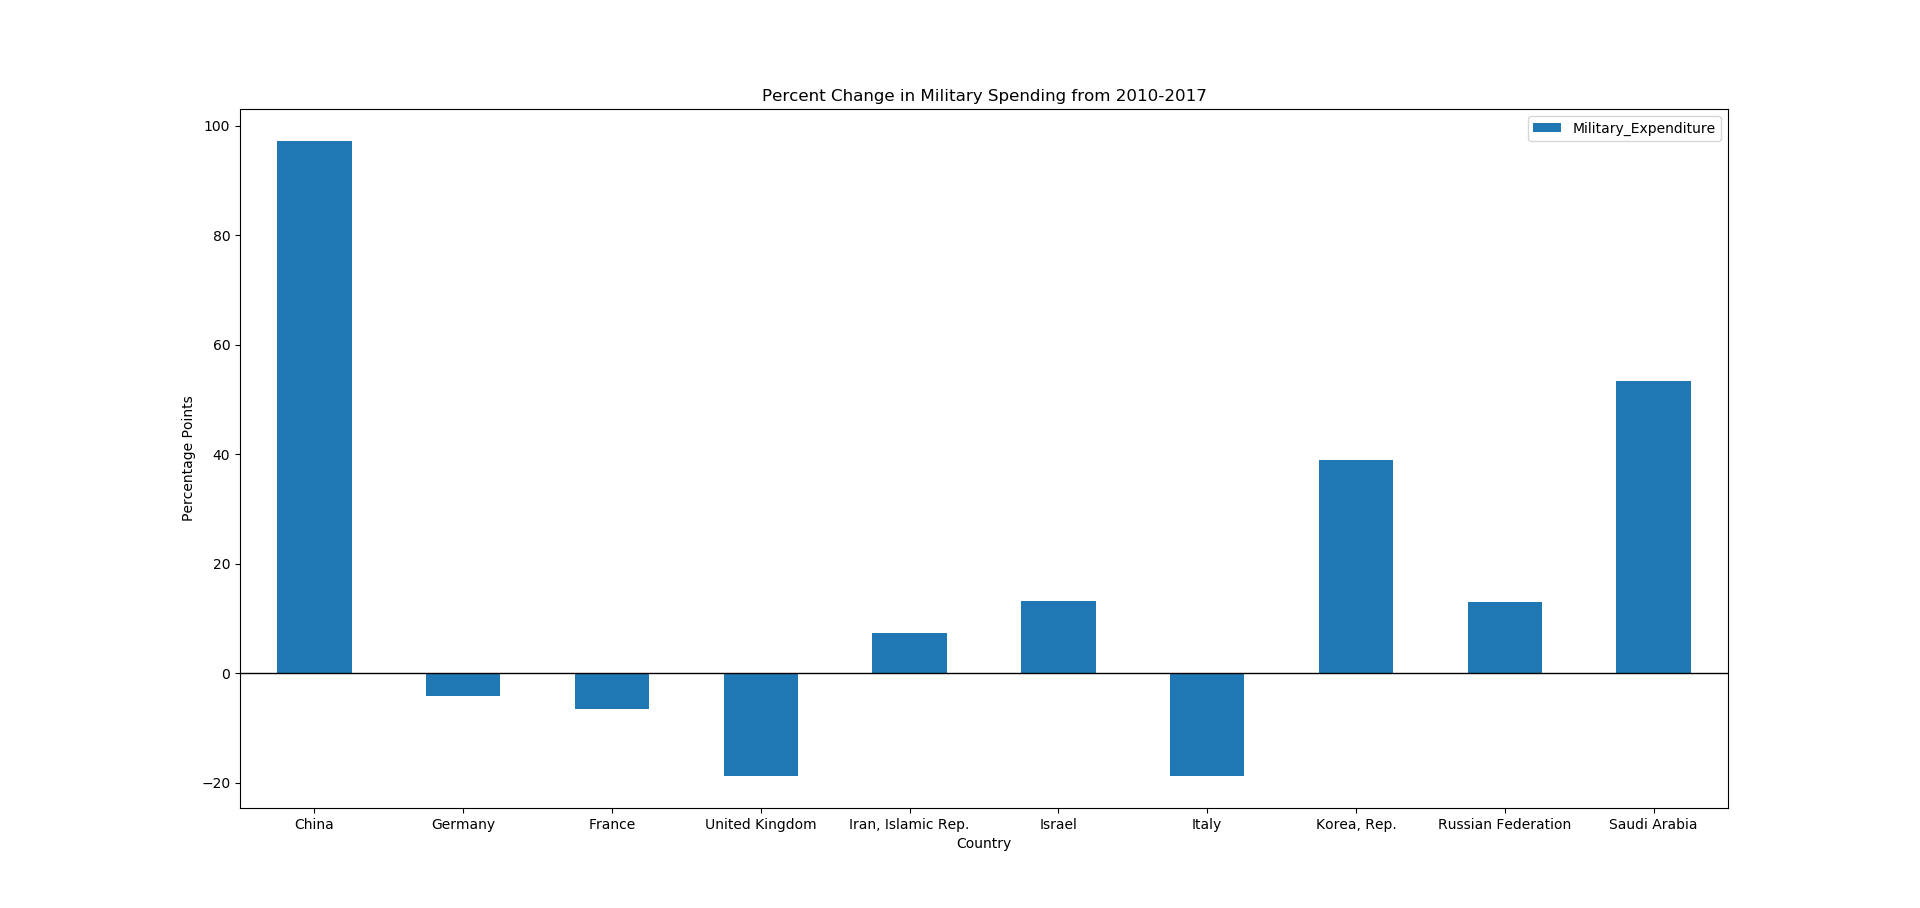 Percent Change in Military Spending from 2010-2017
Military_Expenditure
Percentage Points
100
80
60
40
20
0
−20
China Germany France United Kingdom Iran, Islamic Rep. Israel Italy Korea, Rep. Russian Federation Saudi Arabia
Country